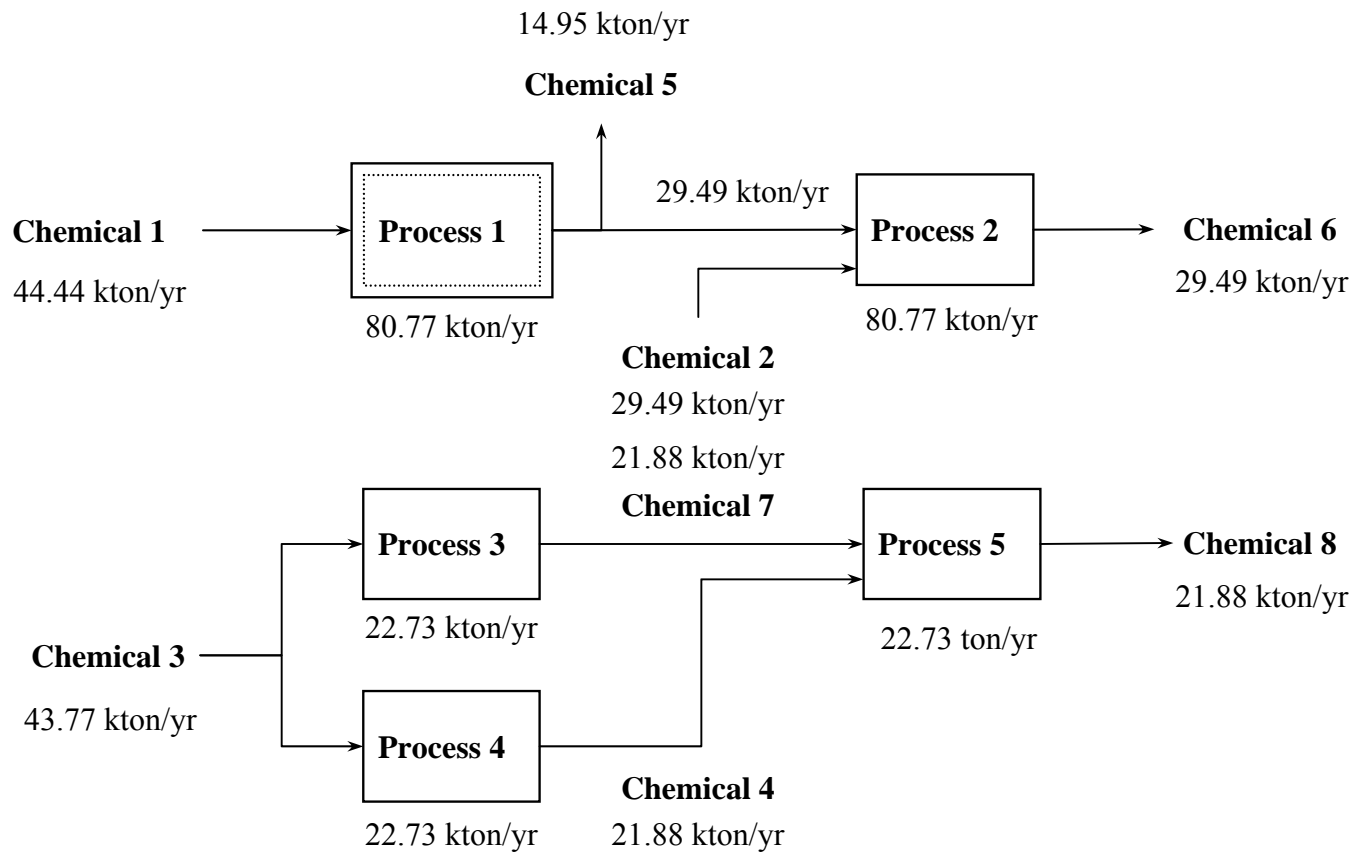 14.95 kton/yr
Chemical 5
29.49 kton/yr
Chemical 1
Process 1
Process 2
Chemical 6
44.44 kton/yr
29.49 kton/yr
80.77 kton/yr
80.77 kton/yr
Chemical 2
29.49 kton/yr
21.88 kton/yr
Chemical 7
Process 3
Process 5
Chemical 8
21.88 kton/yr
22.73 kton/yr
22.73 ton/yr
Chemical 3
43.77 kton/yr
Process 4
Chemical 4
22.73 kton/yr
21.88 kton/yr